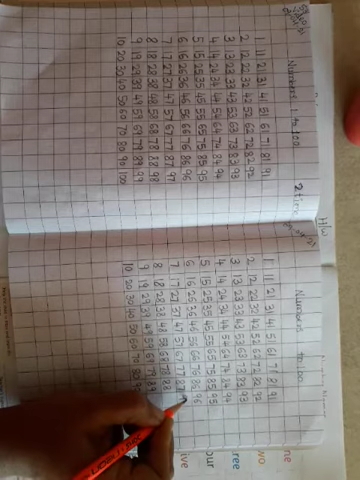 Numbers 1 to 100
2 time
1 11 21 31 41 51 61 71 81 91
2 12 22 32 42 52 62 72 82 92
3 13 23 33 43 53 63 73 83 93
4 14 24 34 44 54 64 74 84 94
5 15 25 35 45 55 65 75 85 95
6 16 26 36 46 56 66 76 86 96
7 17 27 37 47 57 67 77 87 97
8 18 28 38 48 58 68 78 88 98
9 19 29 39 49 59 69 79 89 99
10 20 30 40 50 60 70 80 90 100
H/W
Numbers to 100
1 11 21 31 41 51 61 71 81 91
2 12 22 32 42 52 62 72 82 92
3 13 23 33 43 53 63 73 83 93
4 14 24 34 44 54 64 74 84 94
5 15 25 35 45 55 65 75 85 95
6 16 26 36 46 56 66 76 86 96
7 17 27 37 47 57 67 77 87
8 18 28 38 48 58 68 78 88
9 19 29 39 49 59 69 79 89
10 20 30 40 50 60 70 80
ne
wo
ree
our
ive